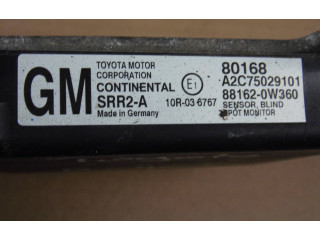 GM
TOYOTA MOTOR
CORPORATION
CONTINENTAL
SRR2-A
Made in Germany
E1
10R-03 6767
80168
A2C75029101
88162-0W360
SENSOR, BLIND
SPOT MONITOR